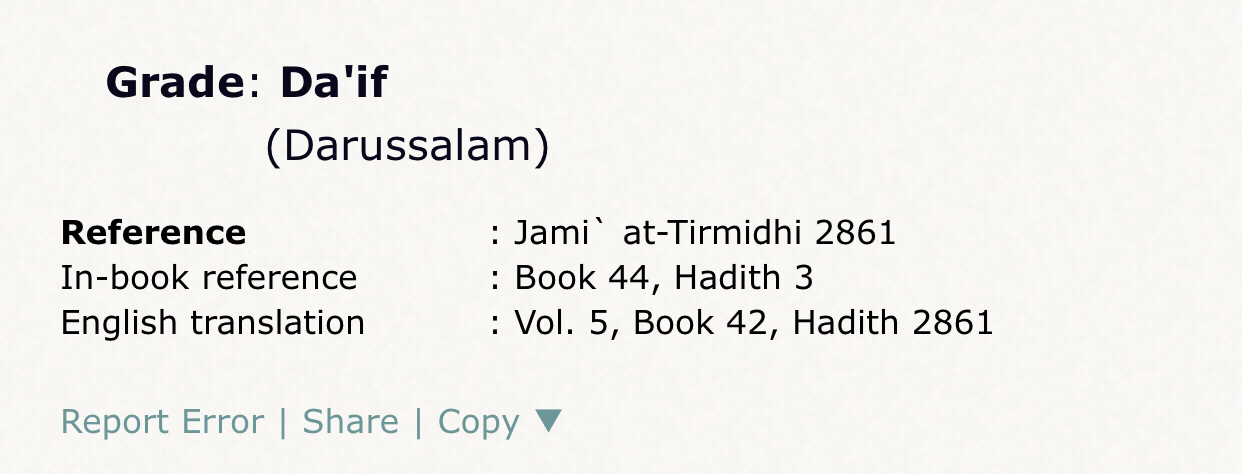 Grade: Da'if
(Darussalam)
Reference : Jami` at-Tirmidhi 2861
In-book reference : Book 44, Hadith 3
English translation : Vol. 5, Book 42, Hadith 2861
Report Error | Share | Copy ▼